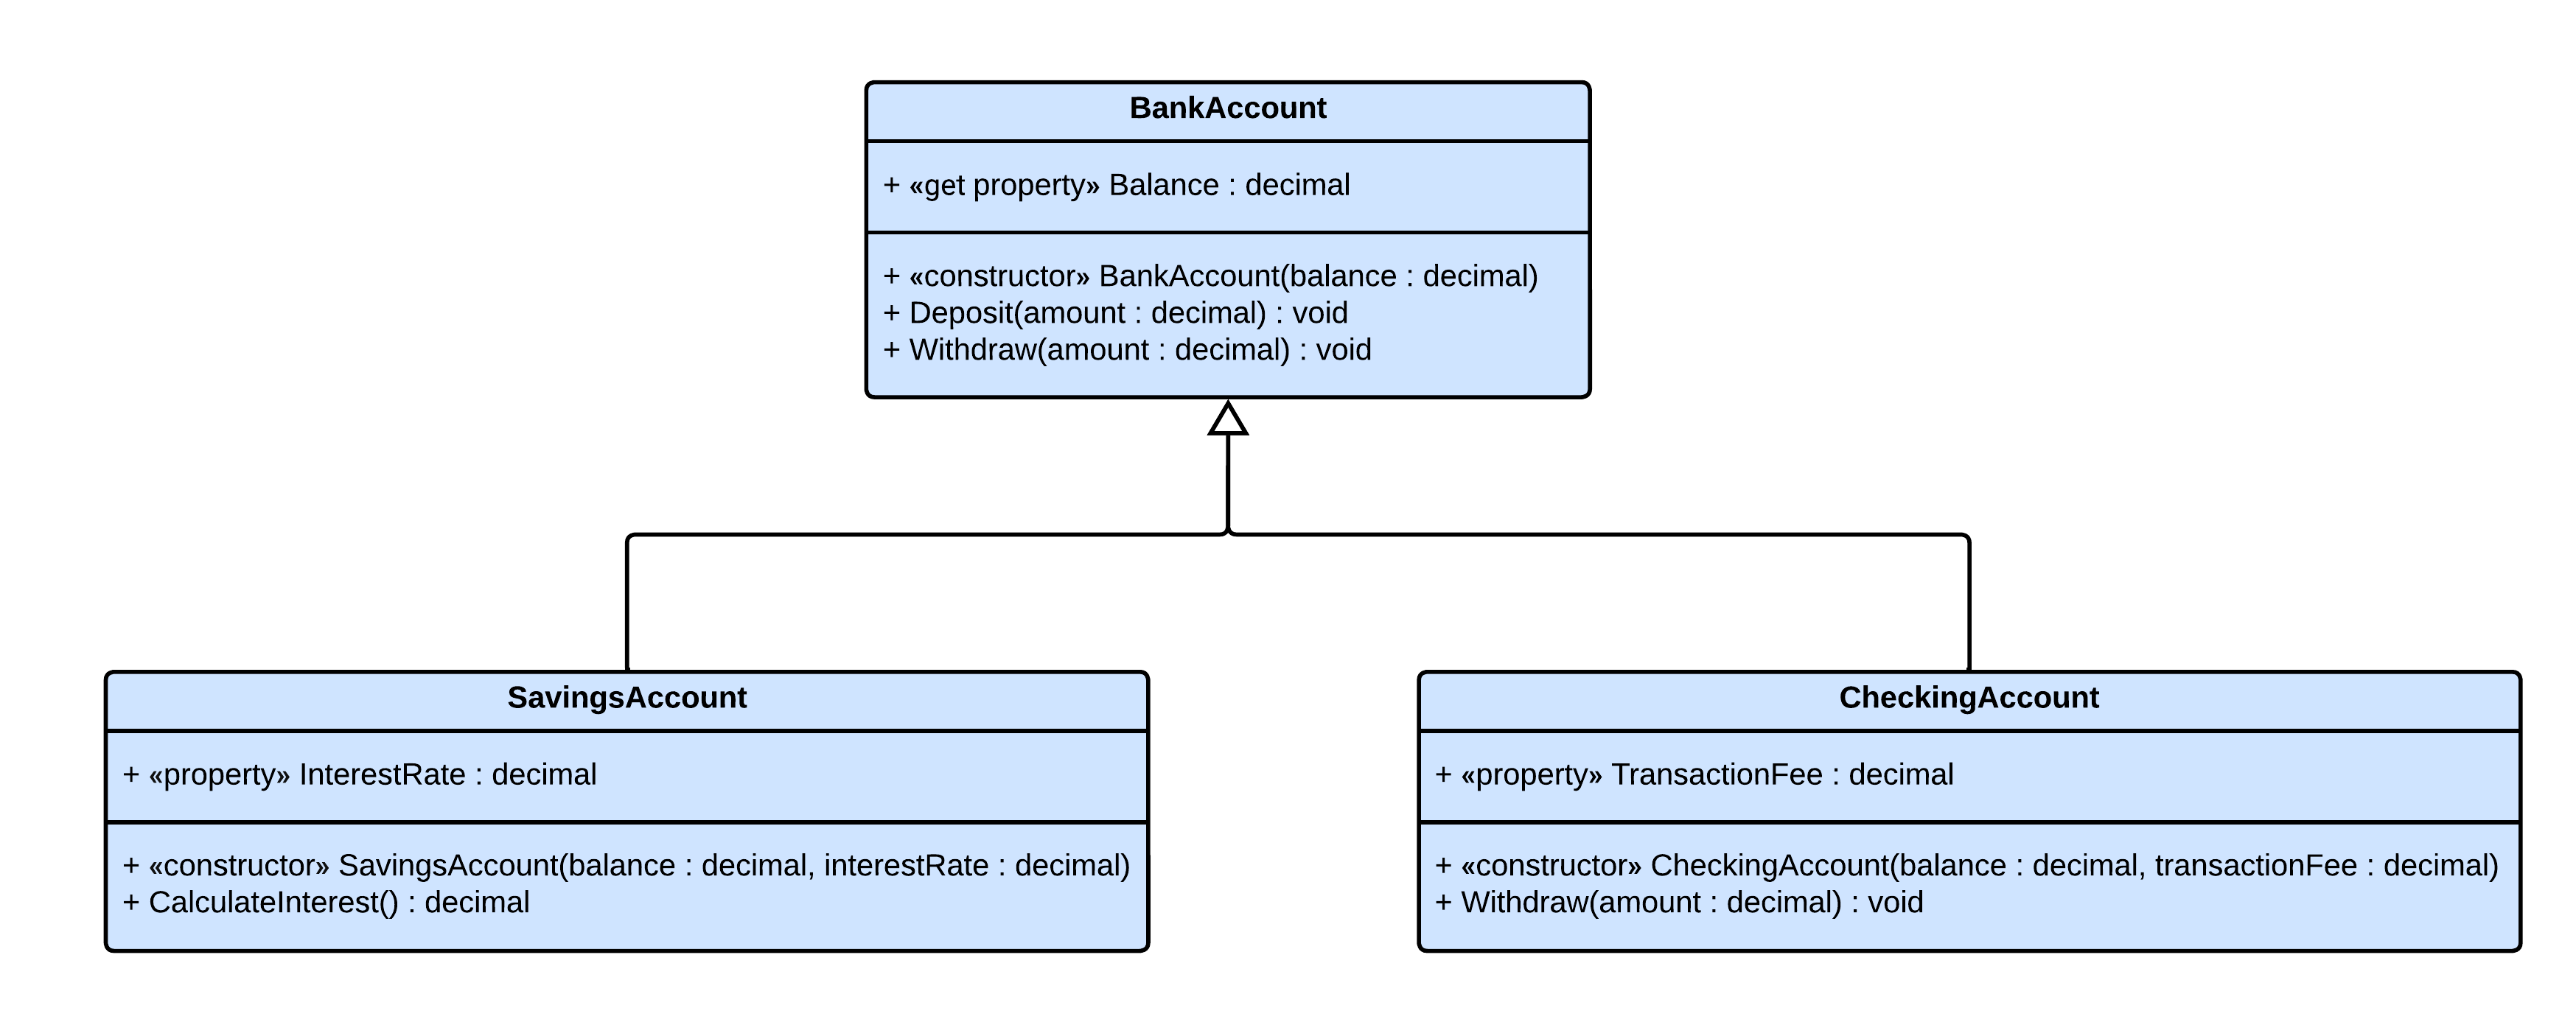 BankAccount
+ «get property» Balance : decimal
+ «constructor» BankAccount(balance : decimal)
+ Deposit(amount : decimal) : void
+ Withdraw(amount : decimal) : void
SavingsAccount
+ «property» InterestRate : decimal
+ «constructor» SavingsAccount(balance : decimal, interestRate : decimal)
+ CalculateInterest() : decimal
CheckingAccount
+ «property» TransactionFee : decimal
+ «constructor» CheckingAccount(balance : decimal, transactionFee : decimal)
+ Withdraw(amount : decimal) : void